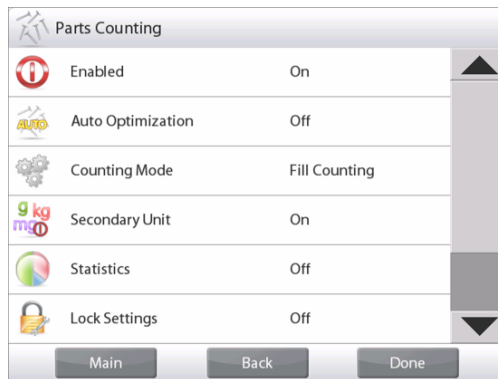 Parts Counting
Enabled On
AUTO Auto Optimization Off
Counting Mode Fill Counting
g kg
mg Secondary Unit On
Statistics Off
Lock Settings Off
Main Back Done